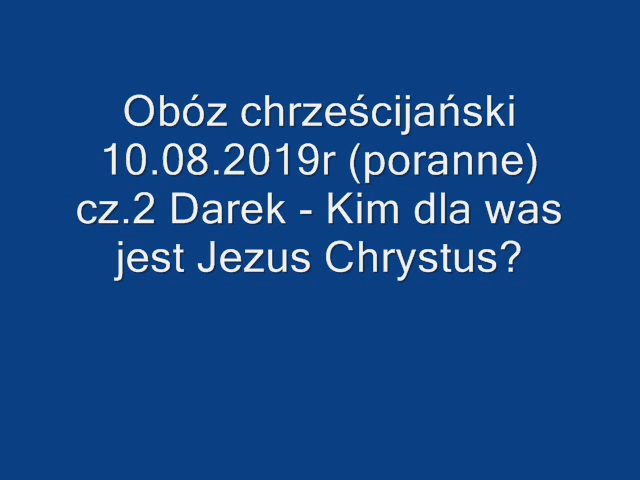 Obóz chrześcijański
10.08.2019r (poranne)
cz.2 Darek - Kim dla was
jest Jezus Chrystus?